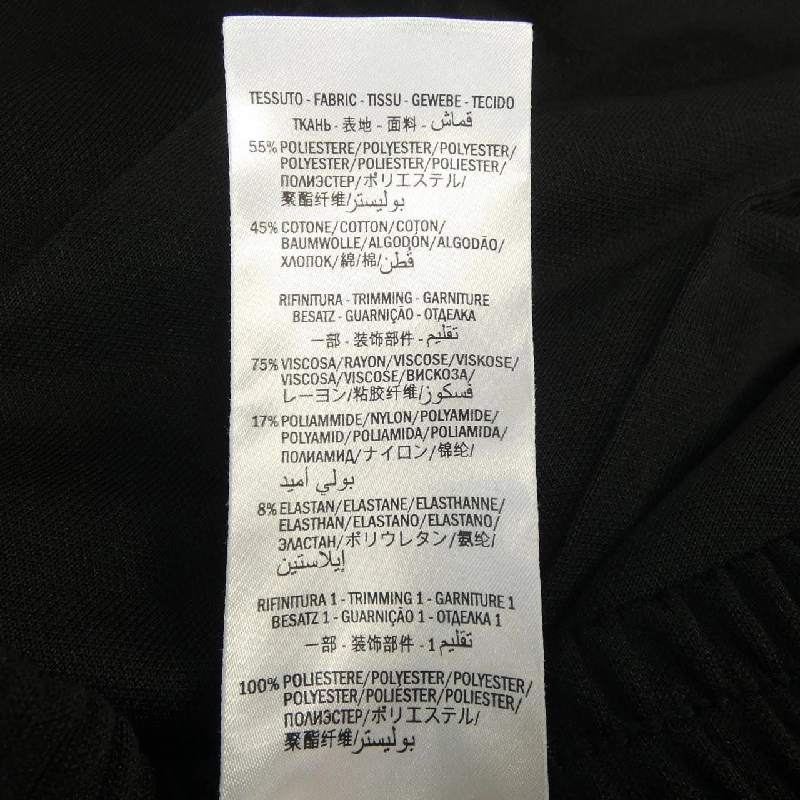 TESSUTO - FABRIC - TISSU - GEWEBE - TECIDO
ТКАНЬ - 表地 - 面料 - قماش
55% POLIESTERE/POLYESTER/POLYESTER/
POLYESTER/POLIÉSTER/POLIÉSTER/
ПОЛИЭСТЕР/ポリエステル/
聚酯纤维/بوليستر
45% COTONE/COTTON/COTON/
BAUMWOLLE/ALGODÓN/ALGODÃO/
ХЛОПОК/綿/棉/قطن
RIFINITURA - TRIMMING - GARNITURE
BESATZ - GUARNIÇÃO - ОТДЕЛКА
一部 - 装饰部件 - تقليم
75% VISCOSA/RAYON/VISCOSE/VISKOSE/
VISCOSA/VISCOSE/ВИСКОЗА/
レーヨン/粘胶纤维/فسكوز
17% POLIAMMIDE/NYLON/POLYAMIDE/
POLYAMID/POLIAMIDA/POLIAMIDA/
ПОЛИАМИД/ナイロン/锦纶/
بولي أميد
8% ELASTAN/ELASTANE/ELASTHANNE/
ELASTHAN/ELASTANO/ELASTANO/
ЭЛАСТАН/ポリウレタン/氨纶/
إيلاستين
RIFINITURA 1 - TRIMMING 1 - GARNITURE 1
BESATZ 1 - GUARNIÇÃO 1 - ОТДЕЛКА 1
一部 - 装饰部件 - 1 تقليم
100% POLIESTERE/POLYESTER/POLYESTER/
POLYESTER/POLIÉSTER/POLIÉSTER/
ПОЛИЭСТЕР/ポリエステル/
聚酯纤维/بوليستر